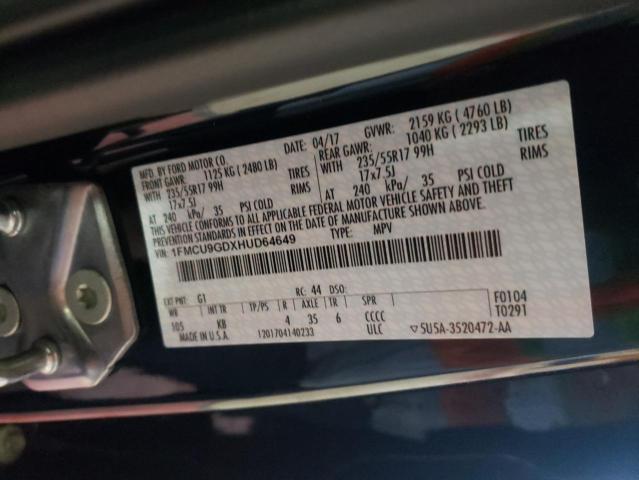 MFD. BY FORD MOTOR CO. DATE: 04/17 GVWR: 2159 KG ( 4760 LB)
FRONT GAWR: 1125 KG ( 2480 LB) REAR GAWR: 1040 KG ( 2293 LB)
WITH 235/55R17 99H TIRES WITH 235/55R17 99H TIRES
17x7.5J RIMS 17x7.5J RIMS
AT 240 kPa/ 35 PSI COLD AT 240 kPa/ 35 PSI COLD
THIS VEHICLE CONFORMS TO ALL APPLICABLE FEDERAL MOTOR VEHICLE SAFETY AND THEFT
PREVENTION STANDARDS IN EFFECT ON THE DATE OF MANUFACTURE SHOWN ABOVE.
VIN: 1FMCU9GDXHUD64649 TYPE: MPV
EXT PNT: G1 RC: 44 DSO: F0104
WB INT TR TP/PS R AXLE TR SPR T0291
105 KB 4 35 6 CCCC
MADE IN U.S.A. 1201704140233 ULC ▽5U5A-3520472-AA